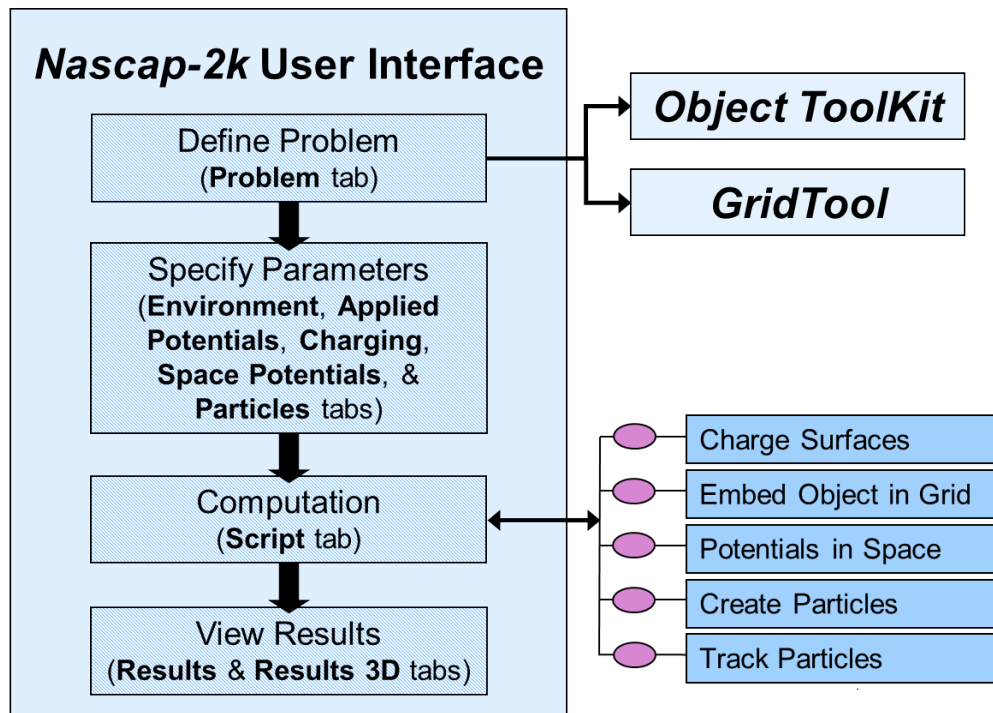 Nascap-2k User Interface
Define Problem
(Problem tab)
Specify Parameters
(Environment, Applied
Potentials, Charging,
Space Potentials, &
Particles tabs)
Computation
(Script tab)
View Results
(Results & Results 3D tabs)
Object ToolKit
GridTool
Charge Surfaces
Embed Object in Grid
Potentials in Space
Create Particles
Track Particles